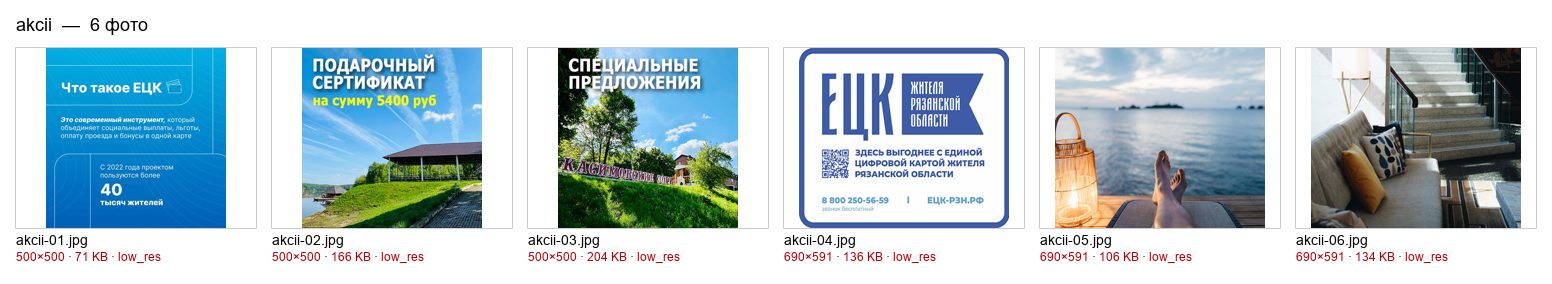 akcii — 6 фото
Что такое ЕЦК
Это современный инструмент, который
объединяет социальные выплаты, льготы,
оплату проезда и бонусы в одной карте
С 2022 года проектом
пользуются более
40
тысяч жителей
ПОДАРОЧНЫЙ
СЕРТИФИКАТ
на сумму 5400 руб
СПЕЦИАЛЬНЫЕ
ПРЕДЛОЖЕНИЯ
ЕЦК
ЖИТЕЛЯ
РЯЗАНСКОЙ
ОБЛАСТИ
ЗДЕСЬ ВЫГОДНЕЕ С ЕДИНОЙ
ЦИФРОВОЙ КАРТОЙ ЖИТЕЛЯ
РЯЗАНСКОЙ ОБЛАСТИ
8 800 250-56-59 | ЕЦК-РЗН.РФ
звонок бесплатный
akcii-01.jpg
500×500 · 71 KB · low_res
akcii-02.jpg
500×500 · 166 KB · low_res
akcii-03.jpg
500×500 · 204 KB · low_res
akcii-04.jpg
690×591 · 136 KB · low_res
akcii-05.jpg
690×591 · 106 KB · low_res
akcii-06.jpg
690×591 · 134 KB · low_res